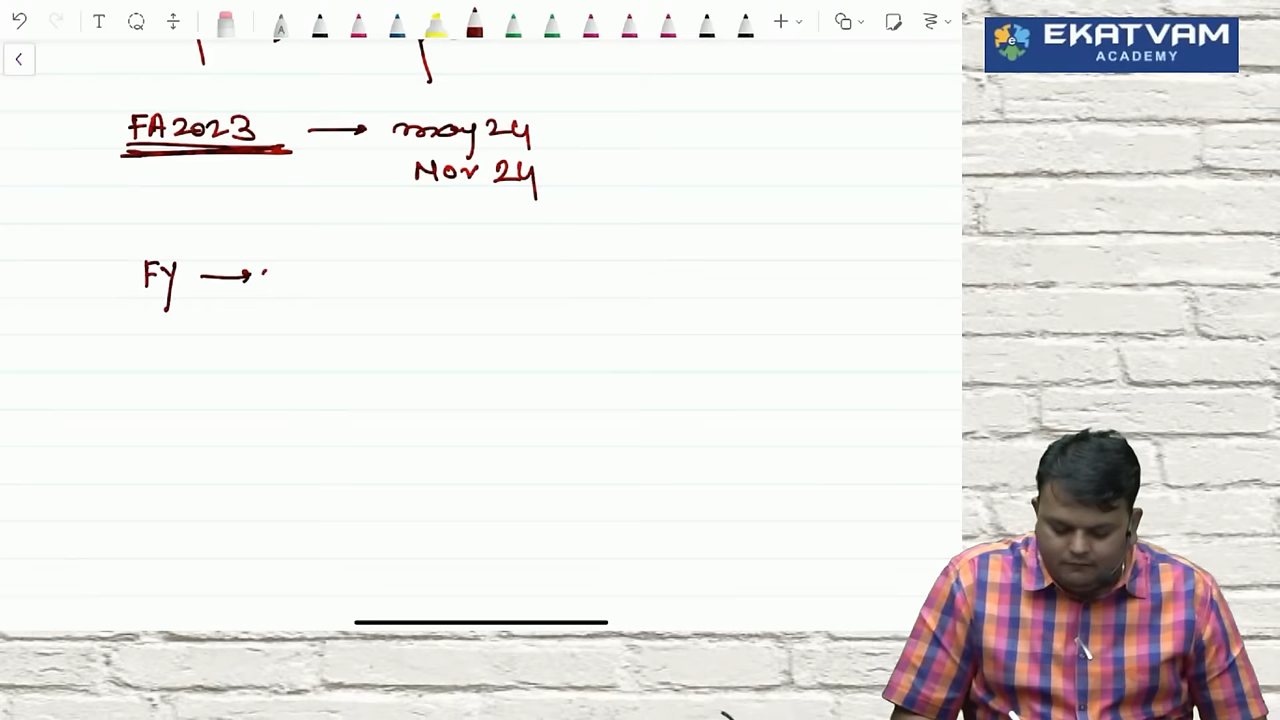 EKATVAM
ACADEMY
FA2023 → may 24
Nov 24
FY →